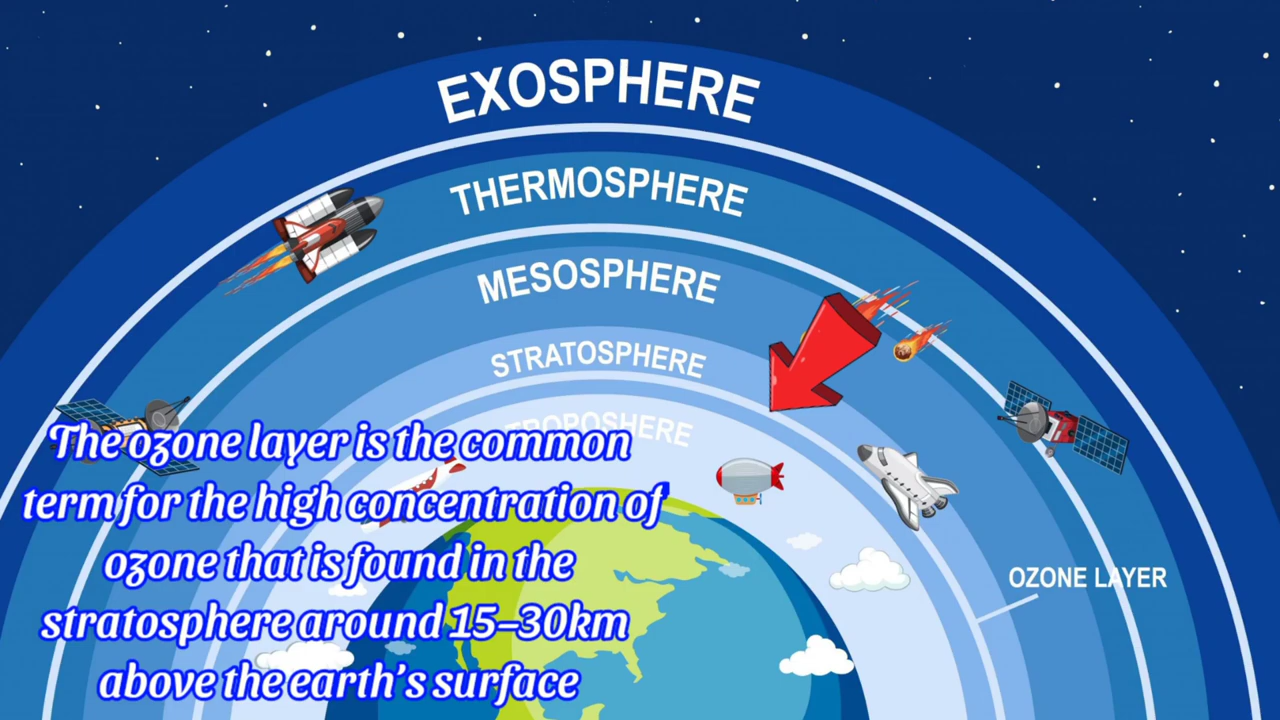 EXOSPHERE
THERMOSPHERE
MESOSPHERE
STRATOSPHERE
TROPOSHERE
The ozone layer is the common
term for the high concentration of
ozone that is found in the
stratosphere around 15–30km
above the earth’s surface
OZONE LAYER